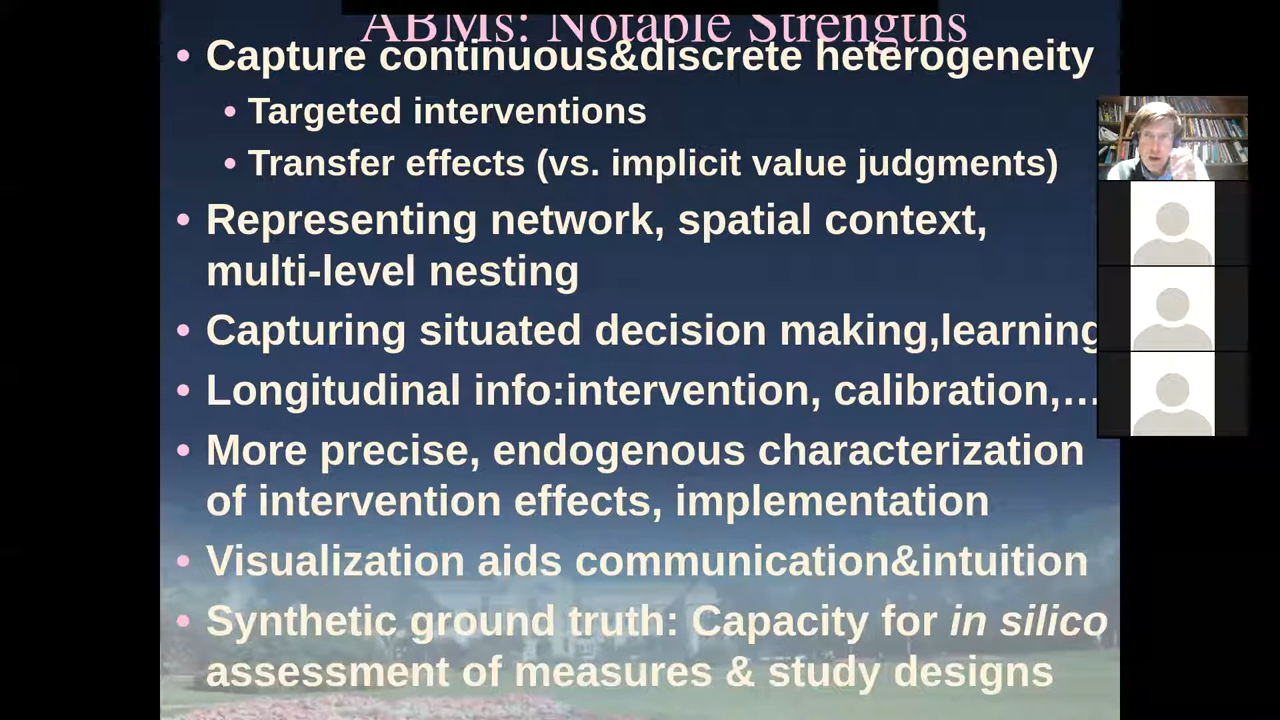 ABMs: Notable Strengths
• Capture continuous&discrete heterogeneity
• Targeted interventions
• Transfer effects (vs. implicit value judgments)
• Representing network, spatial context,
multi-level nesting
• Capturing situated decision making,learning
• Longitudinal info:intervention, calibration,…
• More precise, endogenous characterization
of intervention effects, implementation
• Visualization aids communication&intuition
• Synthetic ground truth: Capacity for in silico
assessment of measures & study designs